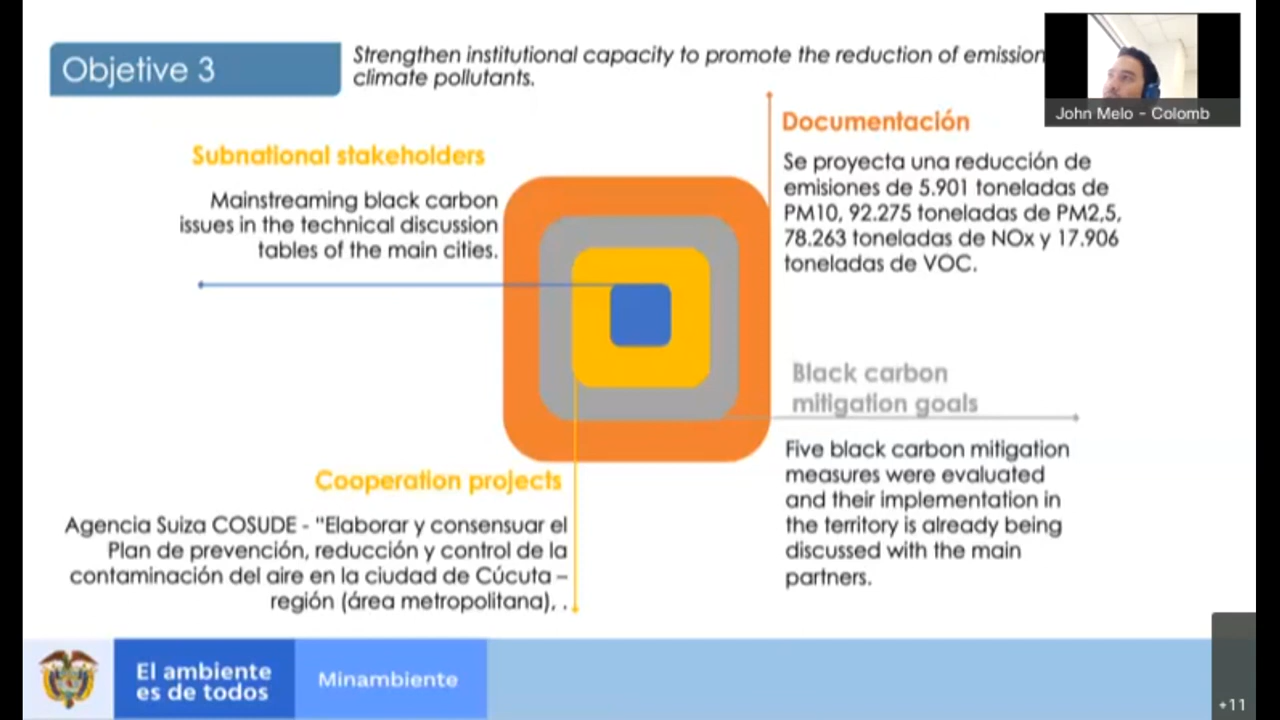 Objetive 3
Strengthen institutional capacity to promote the reduction of emission
climate pollutants.
John Melo - Colomb
Subnational stakeholders
Mainstreaming black carbon
issues in the technical discussion
tables of the main cities.
Documentación
Se proyecta una reducción de
emisiones de 5.901 toneladas de
PM10, 92.275 toneladas de PM2,5,
78.263 toneladas de NOx y 17.906
toneladas de VOC.
Black carbon
mitigation goals
Five black carbon mitigation
measures were evaluated
and their implementation in
the territory is already being
discussed with the main
partners.
Cooperation projects
Agencia Suiza COSUDE - “Elaborar y consensuar el
Plan de prevención, reducción y control de la
contaminación del aire en la ciudad de Cúcuta –
región (área metropolitana), .
El ambiente
es de todos
Minambiente
+11